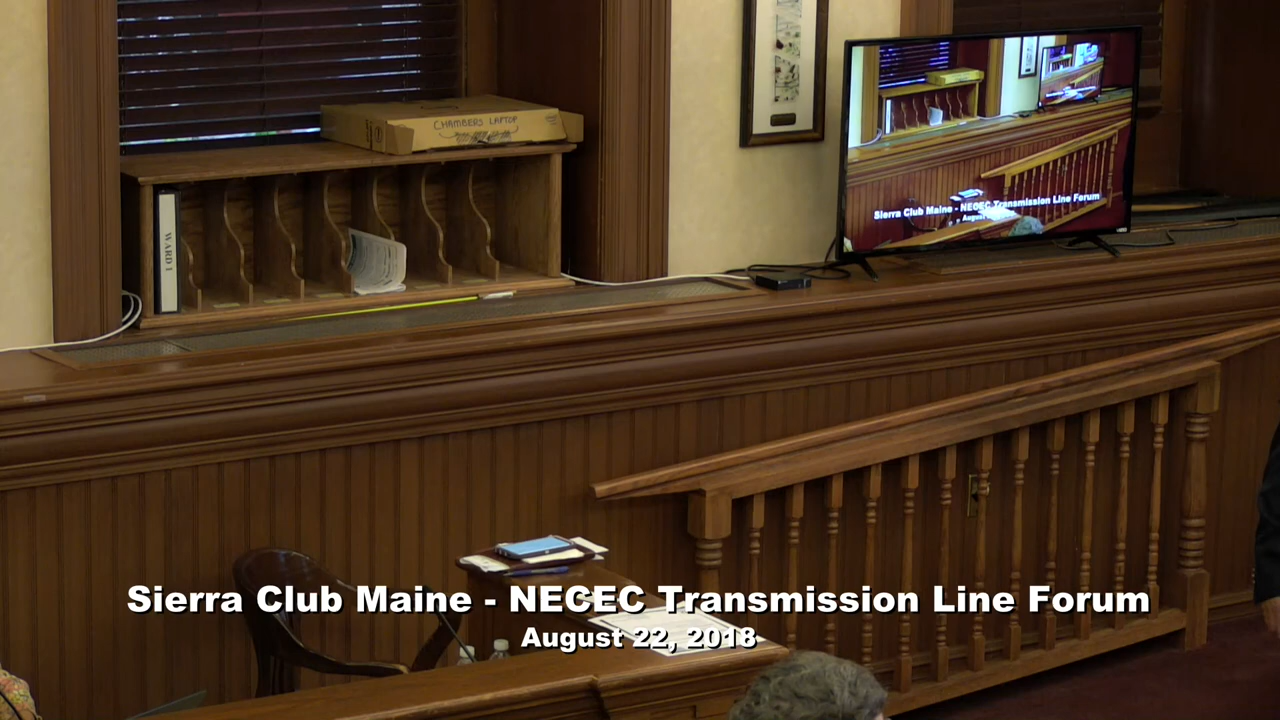 CHAMBERS LAPTOP
WARD 1
Sierra Club Maine - NECEC Transmission Line Forum
August
Sierra Club Maine - NECEC Transmission Line Forum
August 22, 2018